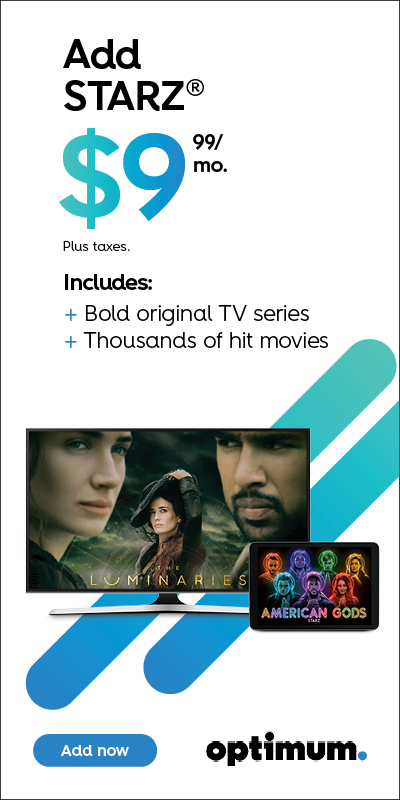 Add
STARZ®
$9 99/
mo.
Plus taxes.
Includes:
+ Bold original TV series
+ Thousands of hit movies
THE
LUMINARIES
AMERICAN GODS
STARZ
Add now
optimum.